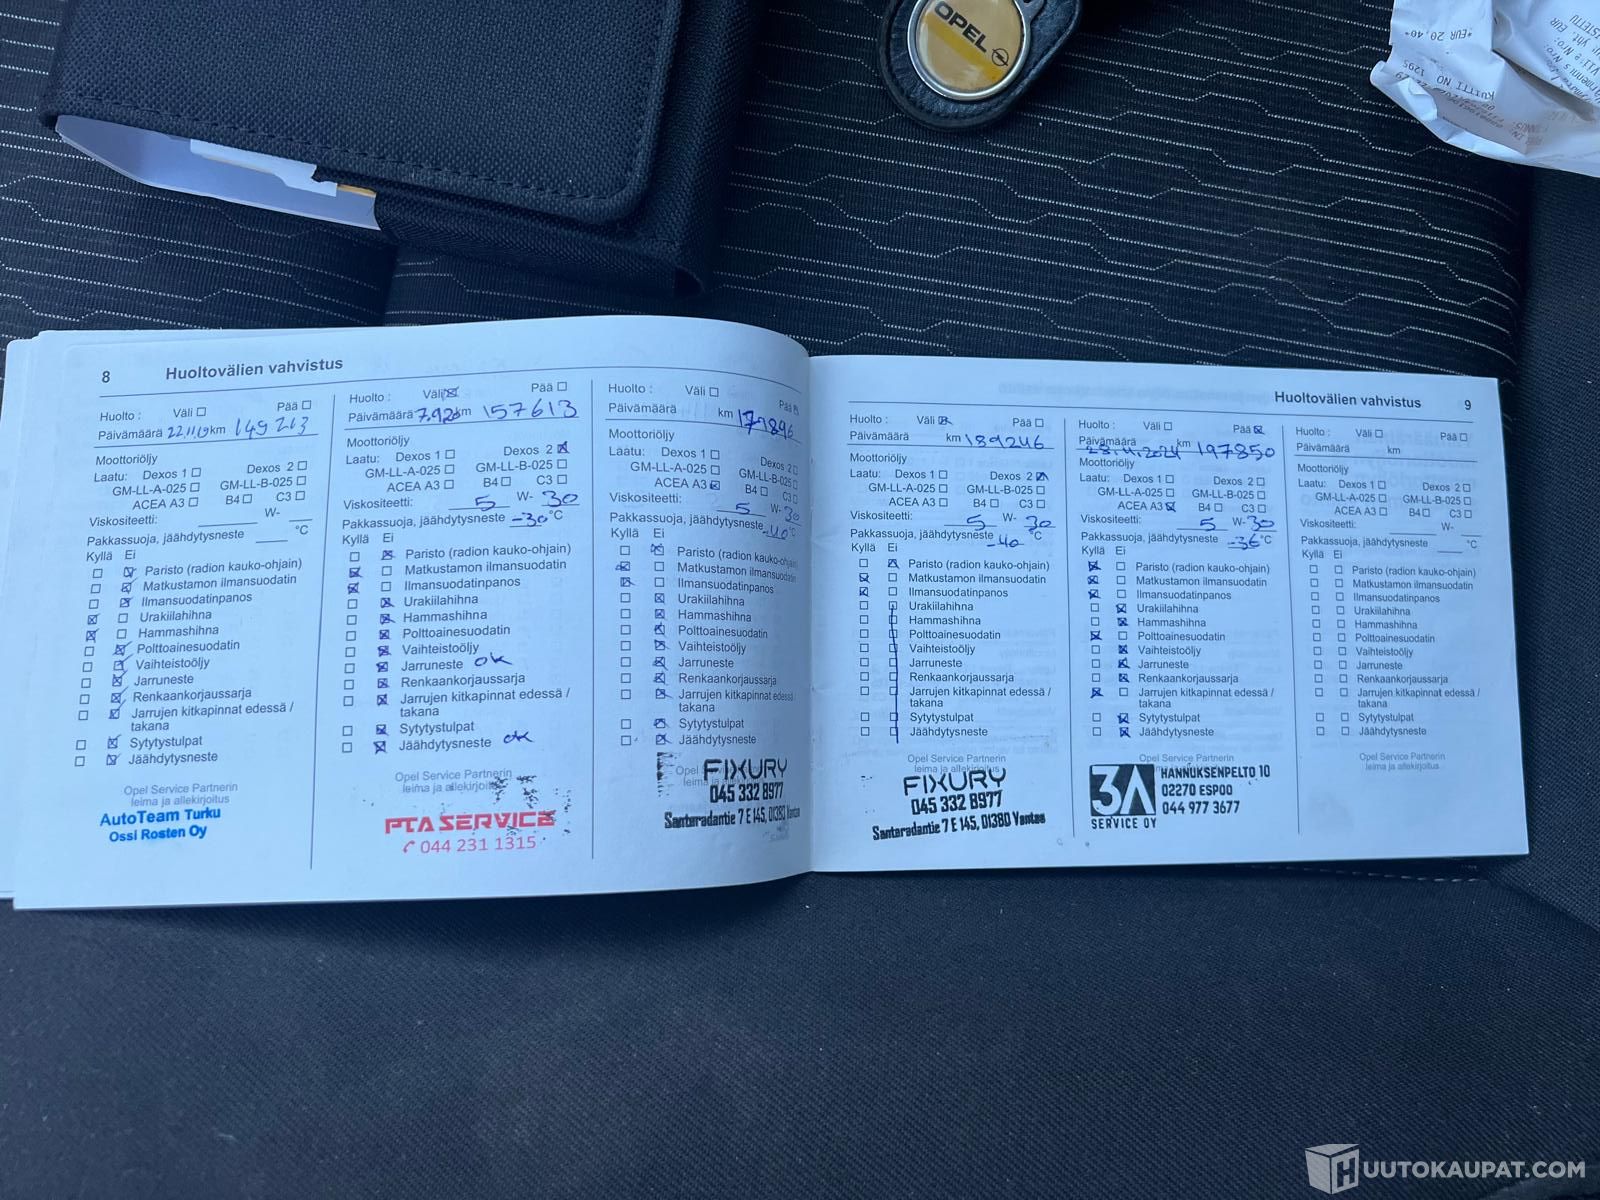 OPEL
*EUR 20,40*
KUITTI NO 1295
8 Huoltovälien vahvistus
Huolto : Väli Pää
Päivämäärä 22.11.19 km 149213
Moottoriöljy
Laatu: Dexos 1 Dexos 2
GM-LL-A-025 GM-LL-B-025
ACEA A3 B4 C3
Viskositeetti: W-
Pakkassuoja, jäähdytysneste °C
Kyllä Ei
Paristo (radion kauko-ohjain)
Matkustamon ilmansuodatin
Ilmansuodatinpanos
Urakiilahihna
Hammashihna
Polttoainesuodatin
Vaihteistoöljy
Jarruneste
Renkaankorjaussarja
Jarrujen kitkapinnat edessä /
takana
Sytytystulpat
Jäähdytysneste
Opel Service Partnerin
leima ja allekirjoitus
AutoTeam Turku
Ossi Rosten Oy
Huolto : Väli Pää
Päivämäärä 7.9.20 km 157613
Moottoriöljy
Laatu: Dexos 1 Dexos 2
GM-LL-A-025 GM-LL-B-025
ACEA A3 B4 C3
Viskositeetti: 5 W- 30
Pakkassuoja, jäähdytysneste -30 °C
Kyllä Ei
Paristo (radion kauko-ohjain)
Matkustamon ilmansuodatin
Ilmansuodatinpanos
Urakiilahihna
Hammashihna
Polttoainesuodatin
Vaihteistoöljy
Jarruneste ok
Renkaankorjaussarja
Jarrujen kitkapinnat edessä /
takana
Sytytystulpat
Jäähdytysneste ok
Opel Service Partnerin
leima ja allekirjoitus
PTA SERVICE
044 231 1315
Huolto : Väli Pää
Päivämäärä km 171896
Moottoriöljy
Laatu: Dexos 1 Dexos 2
GM-LL-A-025 GM-LL-B-025
ACEA A3 B4 C3
Viskositeetti: 5 W- 30
Pakkassuoja, jäähdytysneste -40 °C
Kyllä Ei
Paristo (radion kauko-ohjain)
Matkustamon ilmansuodatin
Ilmansuodatinpanos
Urakiilahihna
Hammashihna
Polttoainesuodatin
Vaihteistoöljy
Jarruneste
Renkaankorjaussarja
Jarrujen kitkapinnat edessä /
takana
Sytytystulpat
Jäähdytysneste
FIXURY
045 332 8977
Santaradantie 7 E 145, 01380 Vantaa
Huoltovälien vahvistus 9
Huolto : Väli Pää
Päivämäärä km 189246
Moottoriöljy
Laatu: Dexos 1 Dexos 2
GM-LL-A-025 GM-LL-B-025
ACEA A3 B4 C3
Viskositeetti: 5 W- 30
Pakkassuoja, jäähdytysneste -40 °C
Kyllä Ei
Paristo (radion kauko-ohjain)
Matkustamon ilmansuodatin
Ilmansuodatinpanos
Urakiilahihna
Hammashihna
Polttoainesuodatin
Vaihteistoöljy
Jarruneste
Renkaankorjaussarja
Jarrujen kitkapinnat edessä /
takana
Sytytystulpat
Jäähdytysneste
Opel Service Partnerin
leima ja allekirjoitus
FIXURY
045 332 8977
Santaradantie 7 E 145, 01380 Vantaa
Huolto : Väli Pää
Päivämäärä 28.4.2024 km 197850
Moottoriöljy
Laatu: Dexos 1 Dexos 2
GM-LL-A-025 GM-LL-B-025
ACEA A3 B4 C3
Viskositeetti: 5 W- 30
Pakkassuoja, jäähdytysneste -36 °C
Kyllä Ei
Paristo (radion kauko-ohjain)
Matkustamon ilmansuodatin
Ilmansuodatinpanos
Urakiilahihna
Hammashihna
Polttoainesuodatin
Vaihteistoöljy
Jarruneste
Renkaankorjaussarja
Jarrujen kitkapinnat edessä /
takana
Sytytystulpat
Jäähdytysneste
Opel Service Partnerin
leima ja allekirjoitus
3A
SERVICE OY
HANNUKSENPELTO 10
02270 ESPOO
044 977 3677
Huolto : Väli Pää
Päivämäärä km
Moottoriöljy
Laatu: Dexos 1 Dexos 2
GM-LL-A-025 GM-LL-B-025
ACEA A3 B4 C3
Viskositeetti: W-
Pakkassuoja, jäähdytysneste °C
Kyllä Ei
Paristo (radion kauko-ohjain)
Matkustamon ilmansuodatin
Ilmansuodatinpanos
Urakiilahihna
Hammashihna
Polttoainesuodatin
Vaihteistoöljy
Jarruneste
Renkaankorjaussarja
Jarrujen kitkapinnat edessä /
takana
Sytytystulpat
Jäähdytysneste
Opel Service Partnerin
leima ja allekirjoitus
HUUTOKAUPAT.COM